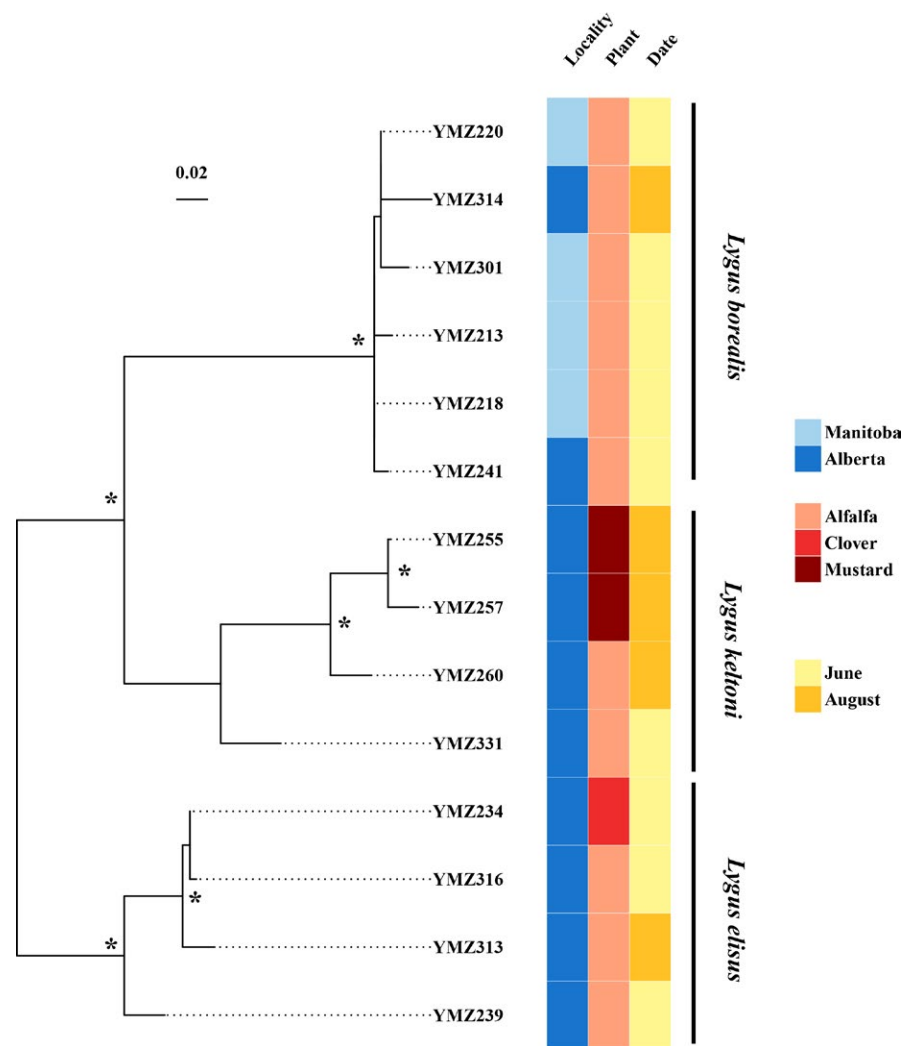 Locality Plant Date
0.02
YMZ220
YMZ314
YMZ301
YMZ213
YMZ218
YMZ241
YMZ255
YMZ257
YMZ260
YMZ331
YMZ234
YMZ316
YMZ313
YMZ239
*
*
*
*
*
*
Lygus borealis
Lygus keltoni
Lygus elisus
Manitoba
Alberta
Alfalfa
Clover
Mustard
June
August